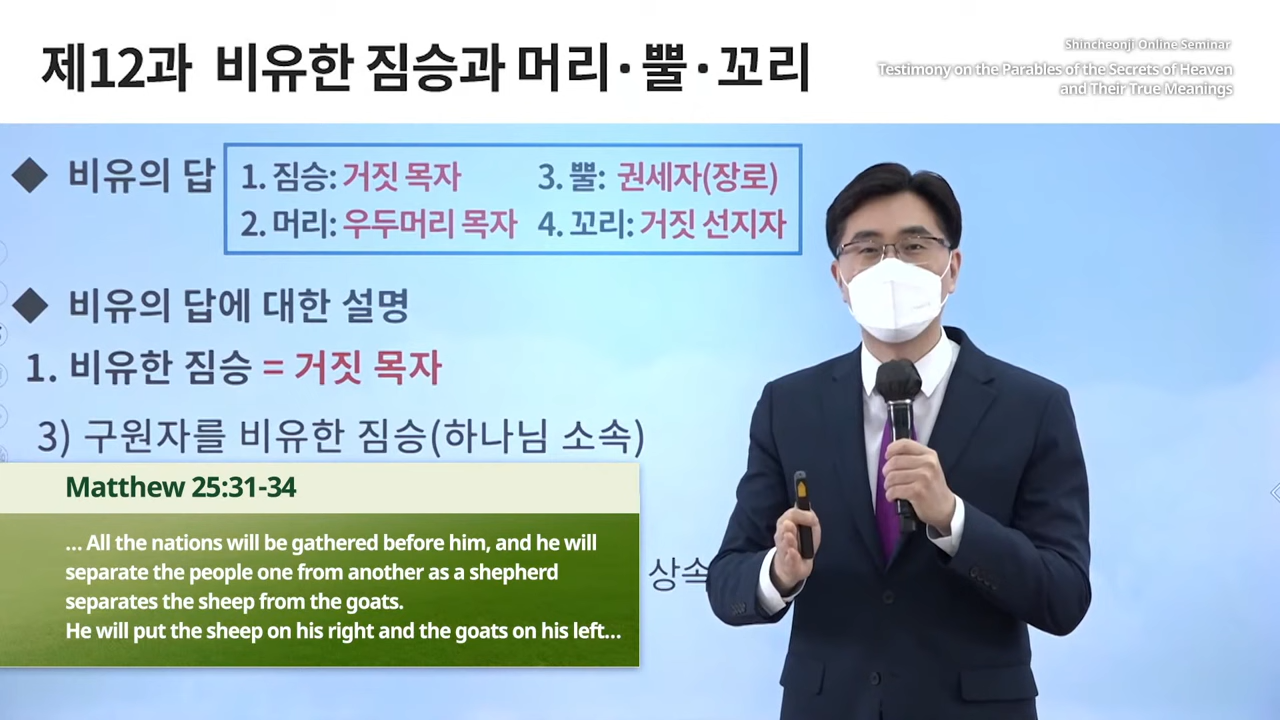 제12과 비유한 짐승과 머리·뿔·꼬리
Shincheonji Online Seminar
Testimony on the Parables of the Secrets of Heaven
and Their True Meanings
◆ 비유의 답
1. 짐승: 거짓 목자
3. 뿔: 권세자(장로)
2. 머리: 우두머리 목자
4. 꼬리: 거짓 선지자
◆ 비유의 답에 대한 설명
1. 비유한 짐승 = 거짓 목자
3) 구원자를 비유한 짐승(하나님 소속)
Matthew 25:31-34
... All the nations will be gathered before him, and he will
separate the people one from another as a shepherd
separates the sheep from the goats.
He will put the sheep on his right and the goats on his left...
상속